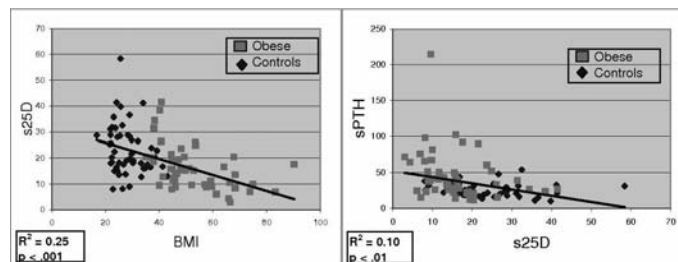 70
60
50
40
30
20
10
0
s25D
Obese
Controls
0 20 40 60 80 100
BMI
R² = 0.25
p < .001
250
200
150
100
50
0
sPTH
Obese
Controls
0 10 20 30 40 50 60 70
s25D
R² = 0.10
p < .01